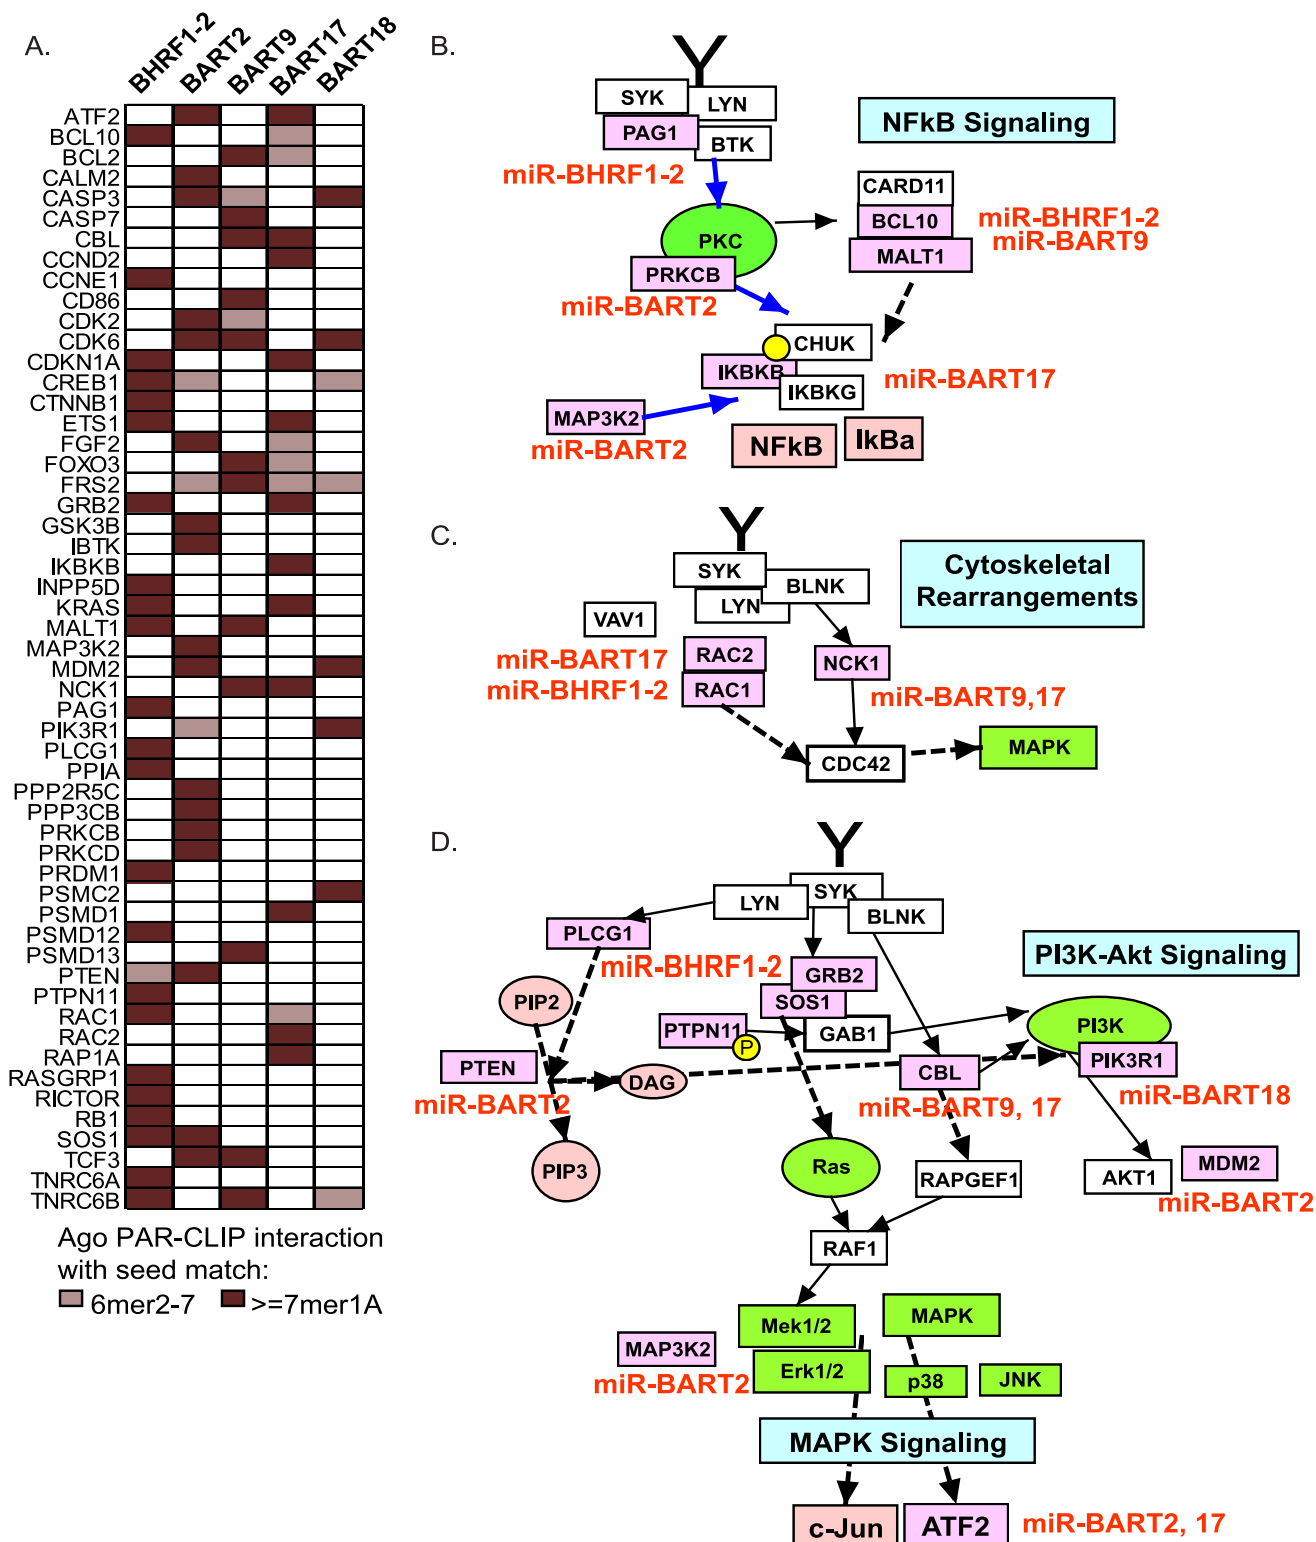 A.
BHRF1-2
BART2
BART9
BART17
BART18
ATF2
BCL10
BCL2
CALM2
CASP3
CASP7
CBL
CCND2
CCNE1
CD86
CDK2
CDK6
CDKN1A
CREB1
CTNNB1
ETS1
FGF2
FOXO3
FRS2
GRB2
GSK3B
IBTK
IKBKB
INPP5D
KRAS
MALT1
MAP3K2
MDM2
NCK1
PAG1
PIK3R1
PLCG1
PPIA
PPP2R5C
PPP3CB
PRKCB
PRKCD
PRDM1
PSMC2
PSMD1
PSMD12
PSMD13
PTEN
PTPN11
RAC1
RAC2
RAP1A
RASGRP1
RICTOR
RB1
SOS1
TCF3
TNRC6A
TNRC6B
Ago PAR-CLIP interaction
with seed match:
6mer2-7 >=7mer1A
B.
SYK
LYN
PAG1
BTK
miR-BHRF1-2
NFkB Signaling
PKC
PRKCB
miR-BART2
CARD11
BCL10
MALT1
miR-BHRF1-2
miR-BART9
CHUK
IKBKB
IKBKG
miR-BART17
MAP3K2
miR-BART2
NFkB
IkBa
C.
SYK
LYN
BLNK
Cytoskeletal
Rearrangements
VAV1
RAC2
RAC1
miR-BART17
miR-BHRF1-2
NCK1
miR-BART9,17
CDC42
MAPK
D.
LYN
SYK
BLNK
PLCG1
miR-BHRF1-2
GRB2
SOS1
PI3K-Akt Signaling
PIP2
PTPN11
P
GAB1
PI3K
PIK3R1
PTEN
miR-BART2
DAG
CBL
miR-BART9, 17
miR-BART18
PIP3
Ras
RAPGEF1
AKT1
MDM2
miR-BART2
RAF1
Mek1/2
MAPK
MAP3K2
miR-BART2
Erk1/2
p38
JNK
MAPK Signaling
c-Jun
ATF2
miR-BART2, 17